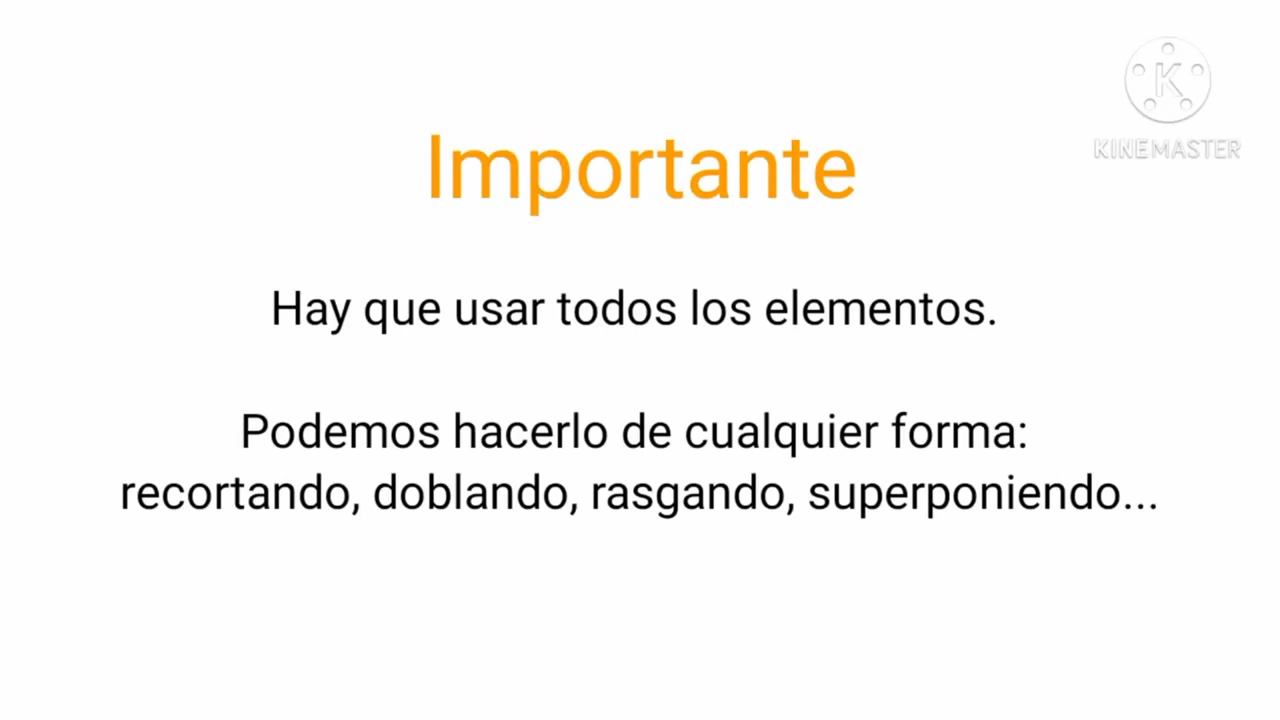 K
KINEMASTER
Importante
Hay que usar todos los elementos.
Podemos hacerlo de cualquier forma:
recortando, doblando, rasgando, superponiendo...